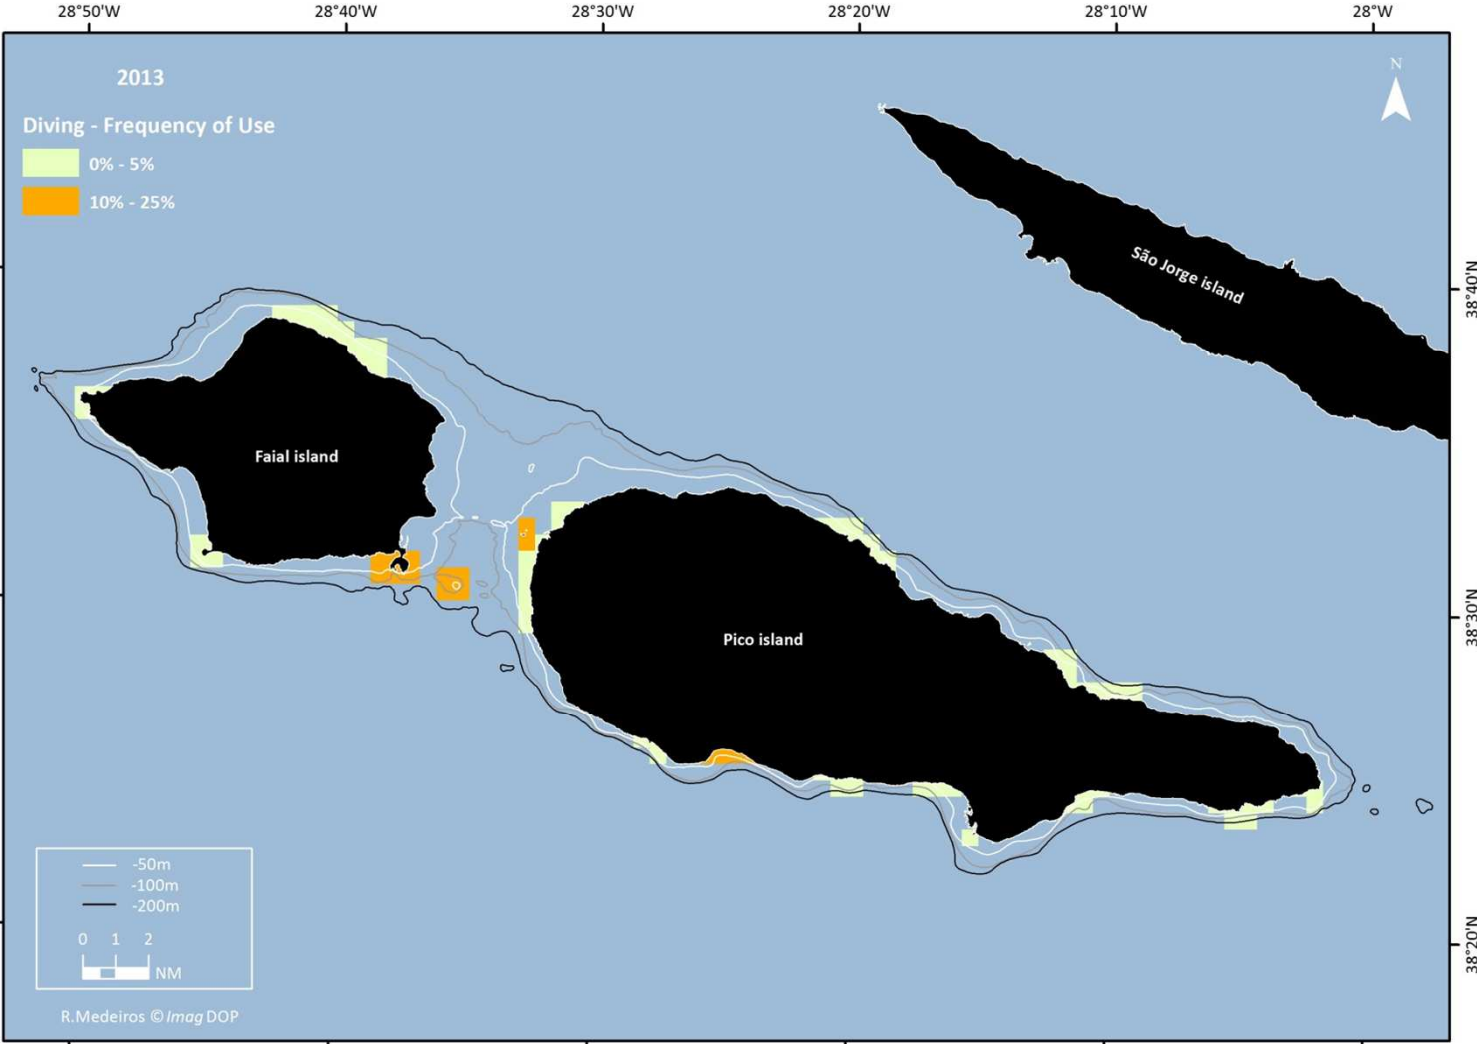 28°50'W 28°40'W 28°30'W 28°20'W 28°10'W 28°W
2013
N
Diving - Frequency of Use
0% - 5%
10% - 25%
São Jorge island
38°40'N
Faial island
38°30'N
Pico island
-50m
-100m
-200m
38°20'N
0 1 2
NM
R.Medeiros © Imag DOP